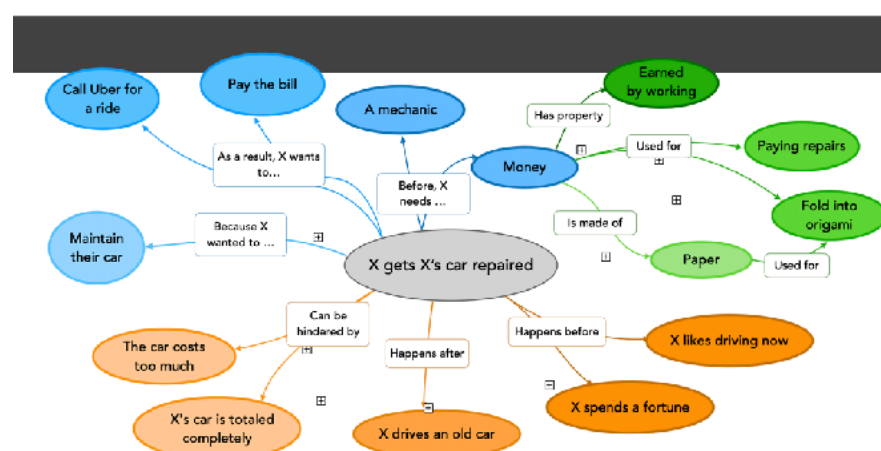 Call Uber for
a ride
Pay the bill
A mechanic
Earned
by working
Has property
Money
Used for
Paying repairs
As a result, X wants
to...
Before, X
needs ...
Fold into
origami
Is made of
Because X
wanted to ...
Maintain
their car
X gets X's car repaired
Paper
Used for
Can be
hindared by
Happens after
Happens before
X likes driving now
The car costs
too much
X's car is totaled
completely
X drives an old car
X spends a fortune